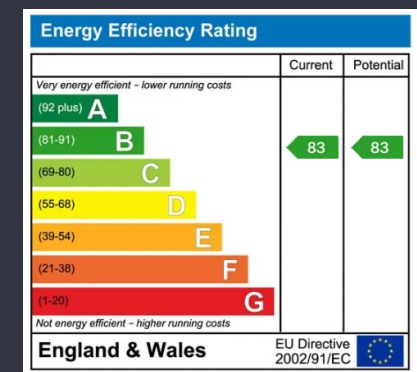 Energy Efficiency Rating
Current Potential
Very energy efficient - lower running costs
(92 plus) A
(81-91) B 83 83
(69-80) C
(55-68) D
(39-54) E
(21-38) F
(1-20) G
Not energy efficient - higher running costs
England & Wales
EU Directive
2002/91/EC